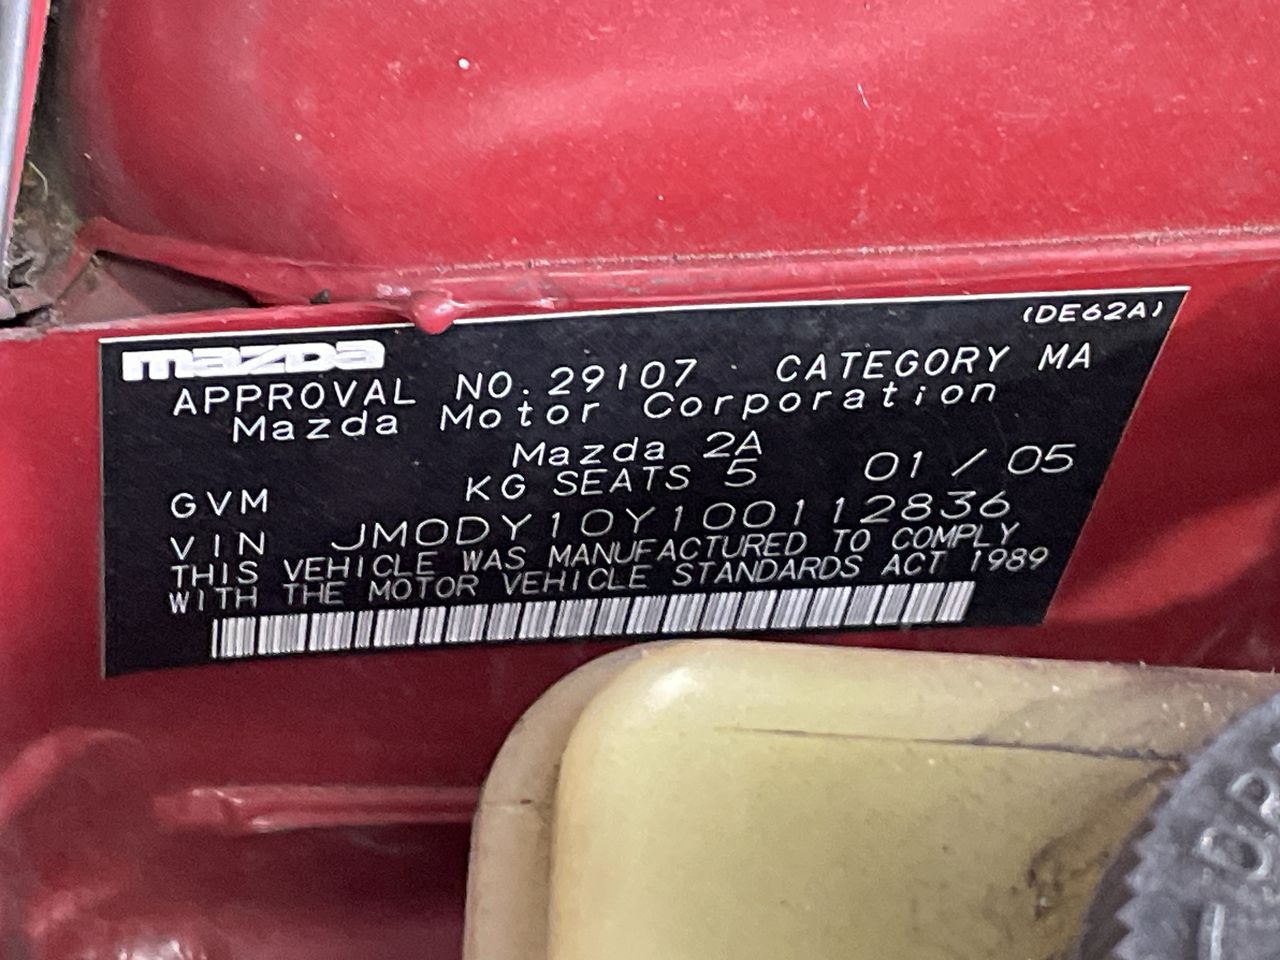 (DE62A)
mazda
APPROVAL NO. 29107 CATEGORY MA
Mazda Motor Corporation
Mazda 2A
GVM KG SEATS 5 01 / 05
VIN JM0DY10Y100112836
THIS VEHICLE WAS MANUFACTURED TO COMPLY
WITH THE MOTOR VEHICLE STANDARDS ACT 1989